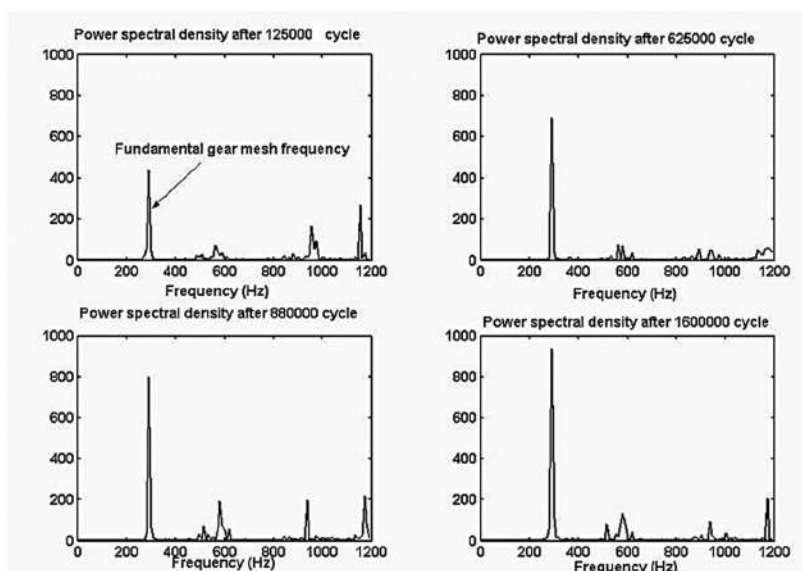 Power spectral density after 125000 cycle
1000
800
600
400
200
0
Fundamental gear mesh frequency
0 200 400 600 800 1000 1200
Frequency (Hz)
Power spectral density after 625000 cycle
1000
800
600
400
200
0
0 200 400 600 800 1000 1200
Frequency (Hz)
Power spectral density after 880000 cycle
1000
800
600
400
200
0
0 200 400 600 800 1000 1200
Frequency (Hz)
Power spectral density after 1600000 cycle
1000
800
600
400
200
0
0 200 400 600 800 1000 1200
Frequency (Hz)